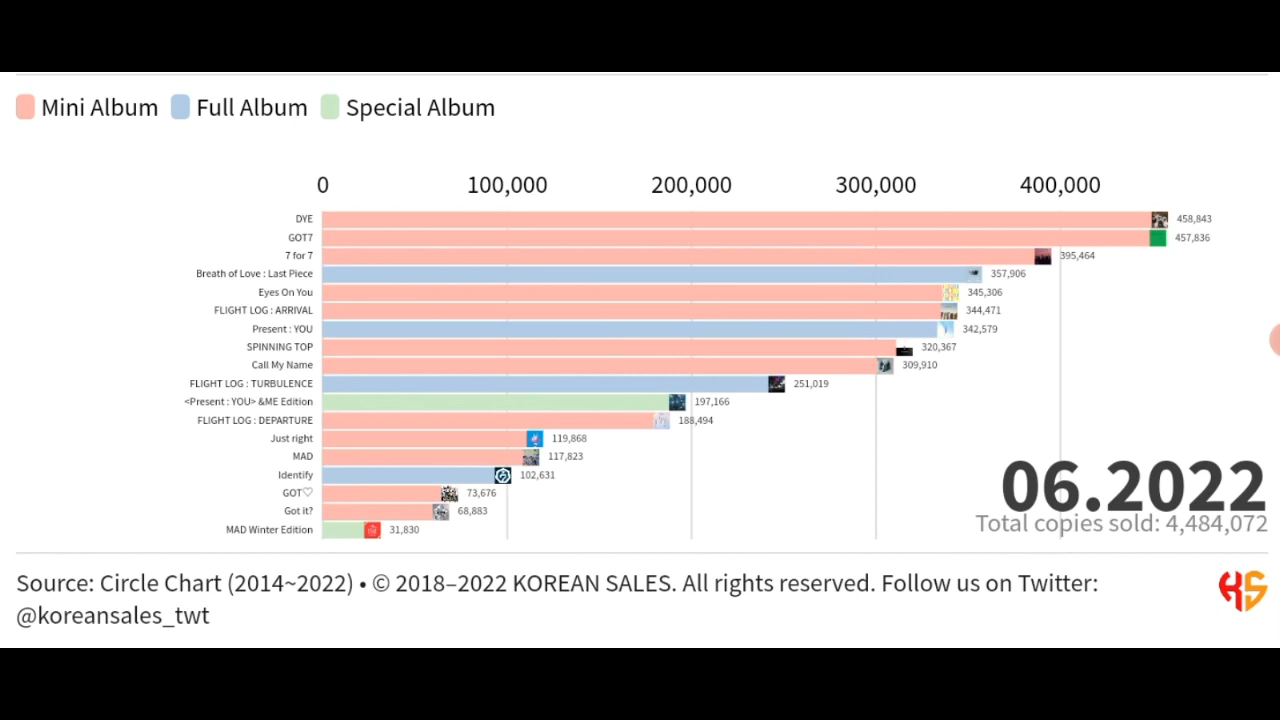 Mini Album Full Album Special Album
0 100,000 200,000 300,000 400,000
DYE 458,843
GOT7 457,836
7 for 7 395,464
Breath of Love : Last Piece 357,906
Eyes On You 345,306
FLIGHT LOG : ARRIVAL 344,471
Present : YOU 342,579
SPINNING TOP 320,367
Call My Name 309,910
FLIGHT LOG : TURBULENCE 251,019
<Present : YOU> &ME Edition 197,166
FLIGHT LOG : DEPARTURE 188,494
Just right 119,868
MAD 117,823
Identify 102,631
GOT♡ 73,676
Got it? 68,883
MAD Winter Edition 31,830
06.2022
Total copies sold: 4,484,072
Source: Circle Chart (2014~2022) • © 2018–2022 KOREAN SALES. All rights reserved. Follow us on Twitter:
@koreansales_twt
KS